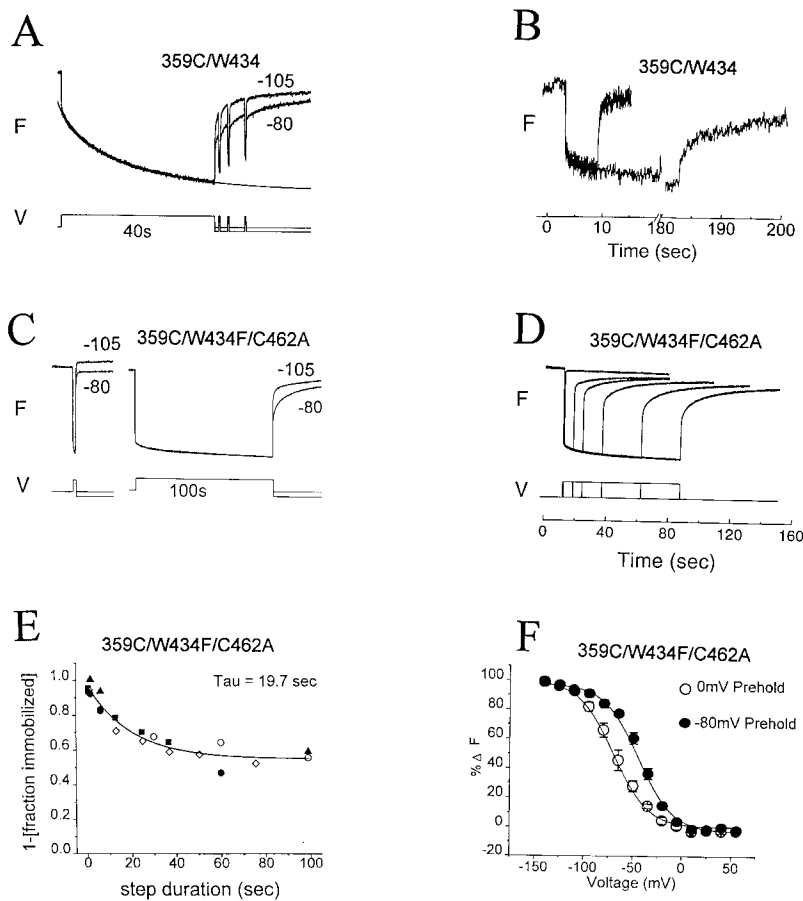 A
359C/W434
-105
-80
F
V
40s
B
359C/W434
F
0 10 180 190 200
Time (sec)
C
359C/W434F/C462A
-105
-80
-105
-80
F
V
100s
D
359C/W434F/C462A
F
V
0 40 80 120 160
Time (sec)
E
359C/W434F/C462A
Tau = 19.7 sec
1-[fraction immobilized]
1.0
0.8
0.6
0.4
0.2
0.0
0 20 40 60 80 100
step duration (sec)
F
359C/W434F/C462A
0mV Prehold
-80mV Prehold
% Δ F
100
80
60
40
20
0
-20
-150 -100 -50 0 50
Voltage (mV)